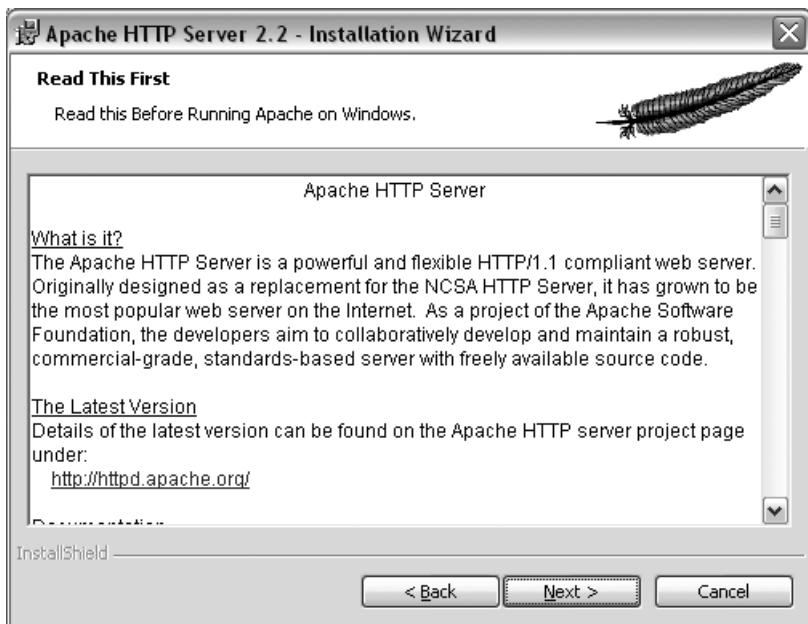 Apache HTTP Server 2.2 - Installation Wizard
Read This First
Read this Before Running Apache on Windows.
Apache HTTP Server
What is it?
The Apache HTTP Server is a powerful and flexible HTTP/1.1 compliant web server.
Originally designed as a replacement for the NCSA HTTP Server, it has grown to be
the most popular web server on the Internet.  As a project of the Apache Software
Foundation, the developers aim to collaboratively develop and maintain a robust,
commercial-grade, standards-based server with freely available source code.
The Latest Version
Details of the latest version can be found on the Apache HTTP server project page
under:
http://httpd.apache.org/
Documentation
InstallShield
< Back
Next >
Cancel